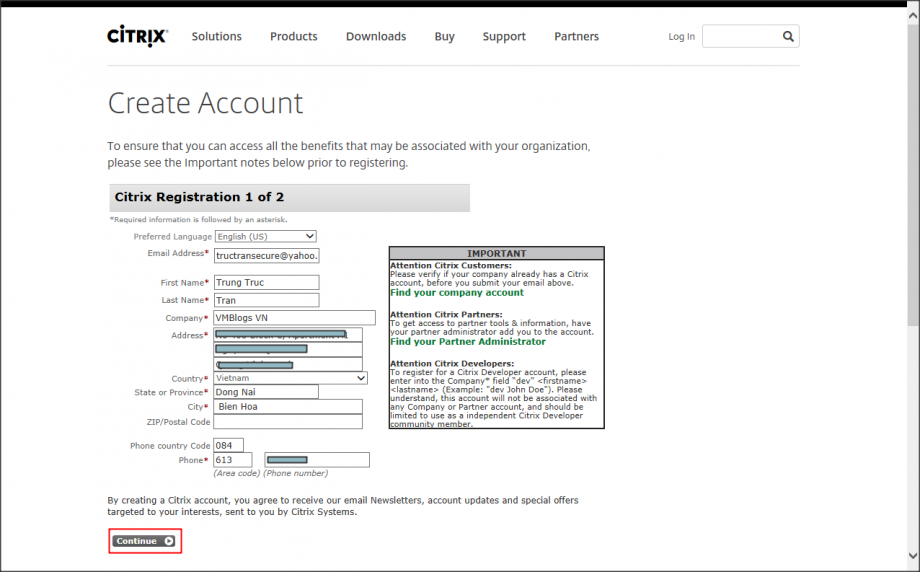 CiTRIX Solutions Products Downloads Buy Support Partners Log In
Create Account
To ensure that you can access all the benefits that may be associated with your organization,
please see the Important notes below prior to registering.
Citrix Registration 1 of 2
*Required information is followed by an asterisk.
Preferred Language English (US)
Email Address* tructransecure@yahoo.
First Name* Trung Truc
Last Name* Tran
Company* VMBlogs VN
Address*
Country* Vietnam
State or Province* Dong Nai
City* Bien Hoa
ZIP/Postal Code
Phone country Code 084
Phone* 613
(Area code) (Phone number)
IMPORTANT
Attention Citrix Customers:
Please verify if your company already has a Citrix
account, before you submit your email above.
Find your company account
Attention Citrix Partners:
To get access to partner tools & information, have
your partner administrator add you to the account.
Find your Partner Administrator
Attention Citrix Developers:
To register for a Citrix Developer account, please
enter into the Company* field "dev" <firstname>
<lastname> (Example: "dev John Doe"). Please
understand, this account will not be associated with
any Company or Partner account, and should be
limited to use as a independent Citrix Developer
community member.
By creating a Citrix account, you agree to receive our email Newsletters, account updates and special offers
targeted to your interests, sent to you by Citrix Systems.
Continue